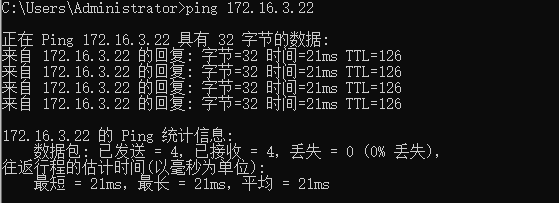 C:\Users\Administrator>ping 172.16.3.22
正在 Ping 172.16.3.22 具有 32 字节的数据:
来自 172.16.3.22 的回复: 字节=32 时间=21ms TTL=126
来自 172.16.3.22 的回复: 字节=32 时间=21ms TTL=126
来自 172.16.3.22 的回复: 字节=32 时间=21ms TTL=126
来自 172.16.3.22 的回复: 字节=32 时间=21ms TTL=126
172.16.3.22 的 Ping 统计信息:
数据包: 已发送 = 4, 已接收 = 4, 丢失 = 0 (0% 丢失),
往返行程的估计时间(以毫秒为单位):
最短 = 21ms, 最长 = 21ms, 平均 = 21ms